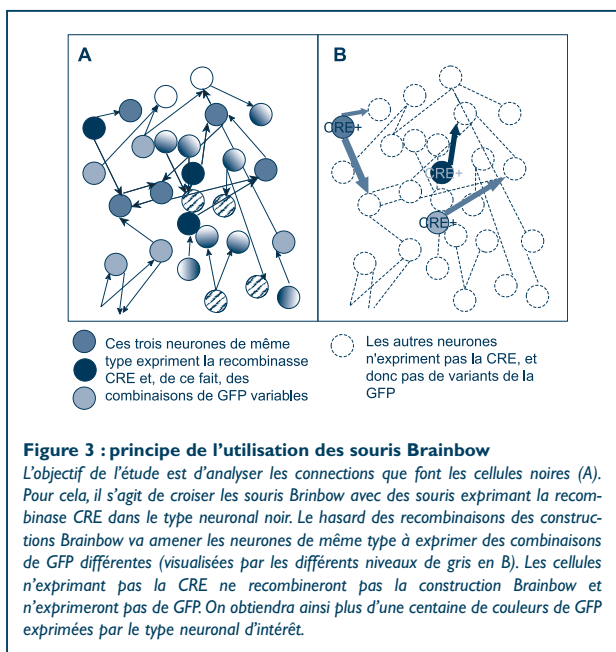 A
B
CRE+
CRE+
CRE+
Ces trois neurones de même
type expriment la recombinasse
CRE et, de ce fait, des
combinaisons de GFP variables
Les autres neurones
n'expriment pas la CRE, et
donc pas de variants de la
GFP
Figure 3 : principe de l'utilisation des souris Brainbow
L'objectif de l'étude est d'analyser les connections que font les cellules noires (A).
Pour cela, il s'agit de croiser les souris Brinbow avec des souris exprimant la recom-
binase CRE dans le type neuronal noir. Le hasard des recombinaisons des construc-
tions Brainbow va amener les neurones de même type à exprimer des combinaisons
de GFP différentes (visualisées par les différents niveaux de gris en B). Les cellules
n'exprimant pas la CRE ne recombineront pas la construction Brainbow et
n'exprimeront pas de GFP. On obtiendra ainsi plus d'une centaine de couleurs de GFP
exprimées par le type neuronal d'intérêt.